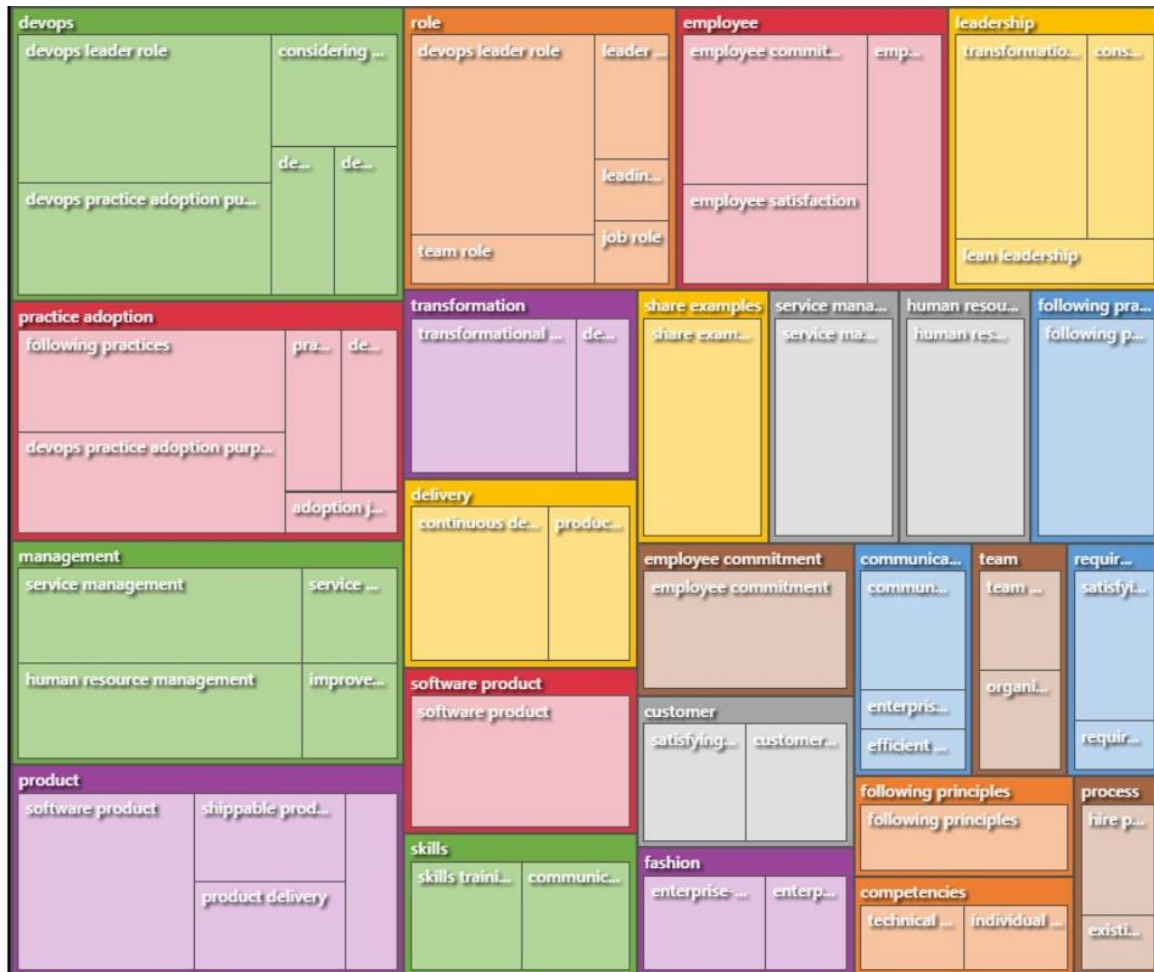 devops
devops leader role
considering ...
devops practice adoption pu...
de...
de...
role
devops leader role
leader ...
leadin...
team role
job role
employee
employee commit...
emp...
employee satisfaction
leadership
transformatio...
cons...
lean leadership
practice adoption
following practices
pra...
de...
devops practice adoption purp...
adoption j...
transformation
transformational ...
de...
share examples
share exam...
service mana...
service ma...
human resou...
human res...
following pra...
following p...
delivery
continuous de...
produc...
management
service management
service ...
human resource management
improve...
employee commitment
employee commitment
communica...
commun...
enterpris...
efficient ...
team
team ...
organi...
requir...
satisfyi...
requir...
software product
software product
customer
satisfying...
customer...
product
software product
shippable prod...
product delivery
skills
skills traini...
communic...
fashion
enterprise-...
enterp...
following principles
following principles
competencies
technical ...
individual ...
process
hire p...
existi...